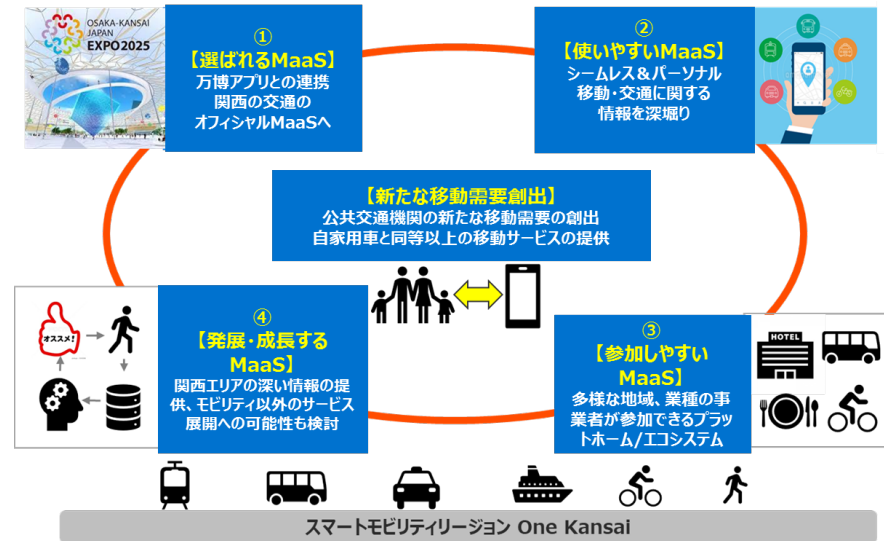 OSAKA-KANSAI
JAPAN
EXPO2025
①
【選ばれるMaaS】
万博アプリとの連携
関西の交通の
オフィシャルMaaSへ
②
【使いやすいMaaS】
シームレス＆パーソナル
移動・交通に関する
情報を深堀り
【新たな移動需要創出】
公共交通機関の新たな移動需要の創出
自家用車と同等以上の移動サービスの提供
オススメ！
④
【発展・成長する
MaaS】
関西エリアの深い情報の提
供、モビリティ以外のサービス
展開への可能性も検討
③
【参加しやすい
MaaS】
多様な地域、業種の事
業者が参加できるプラッ
トホーム/エコシステム
HOTEL
スマートモビリティリージョン One Kansai